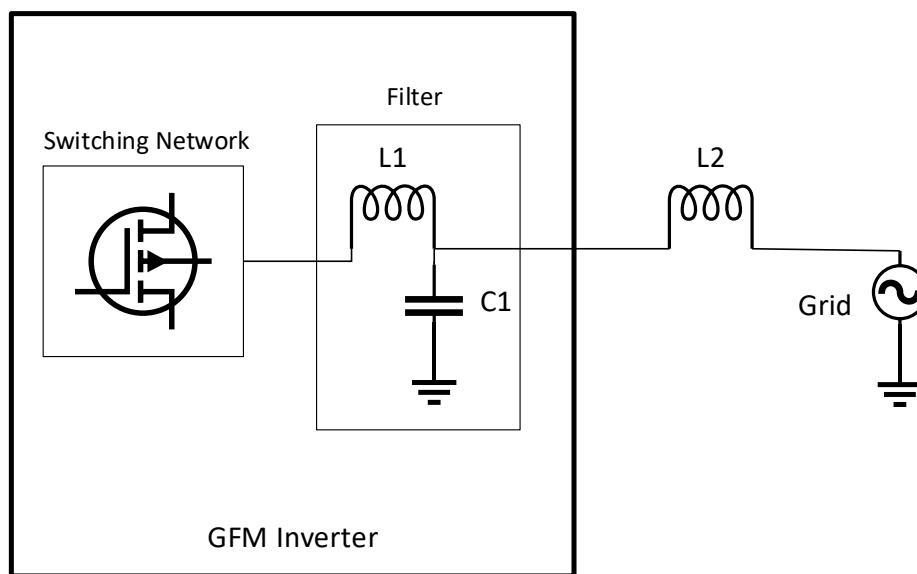 Filter
Switching Network
L1
L2
C1
Grid
GFM Inverter